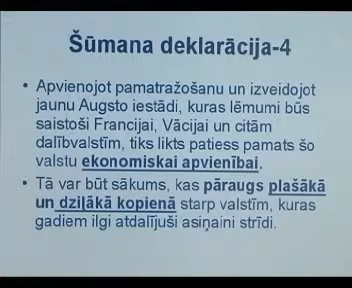 Šūmana deklarācija-4
• Apvienojot pamatražošanu un izveidojot
jaunu Augsto iestādi, kuras lēmumi būs
saistoši Francijai, Vācijai un citām
dalībvalstīm, tiks likts patiess pamats šo
valstu ekonomiskai apvienībai.
• Tā var būt sākums, kas pāraugs plašākā
un dziļākā kopienā starp valstīm, kuras
gadiem ilgi atdalījuši asiņaini strīdi.